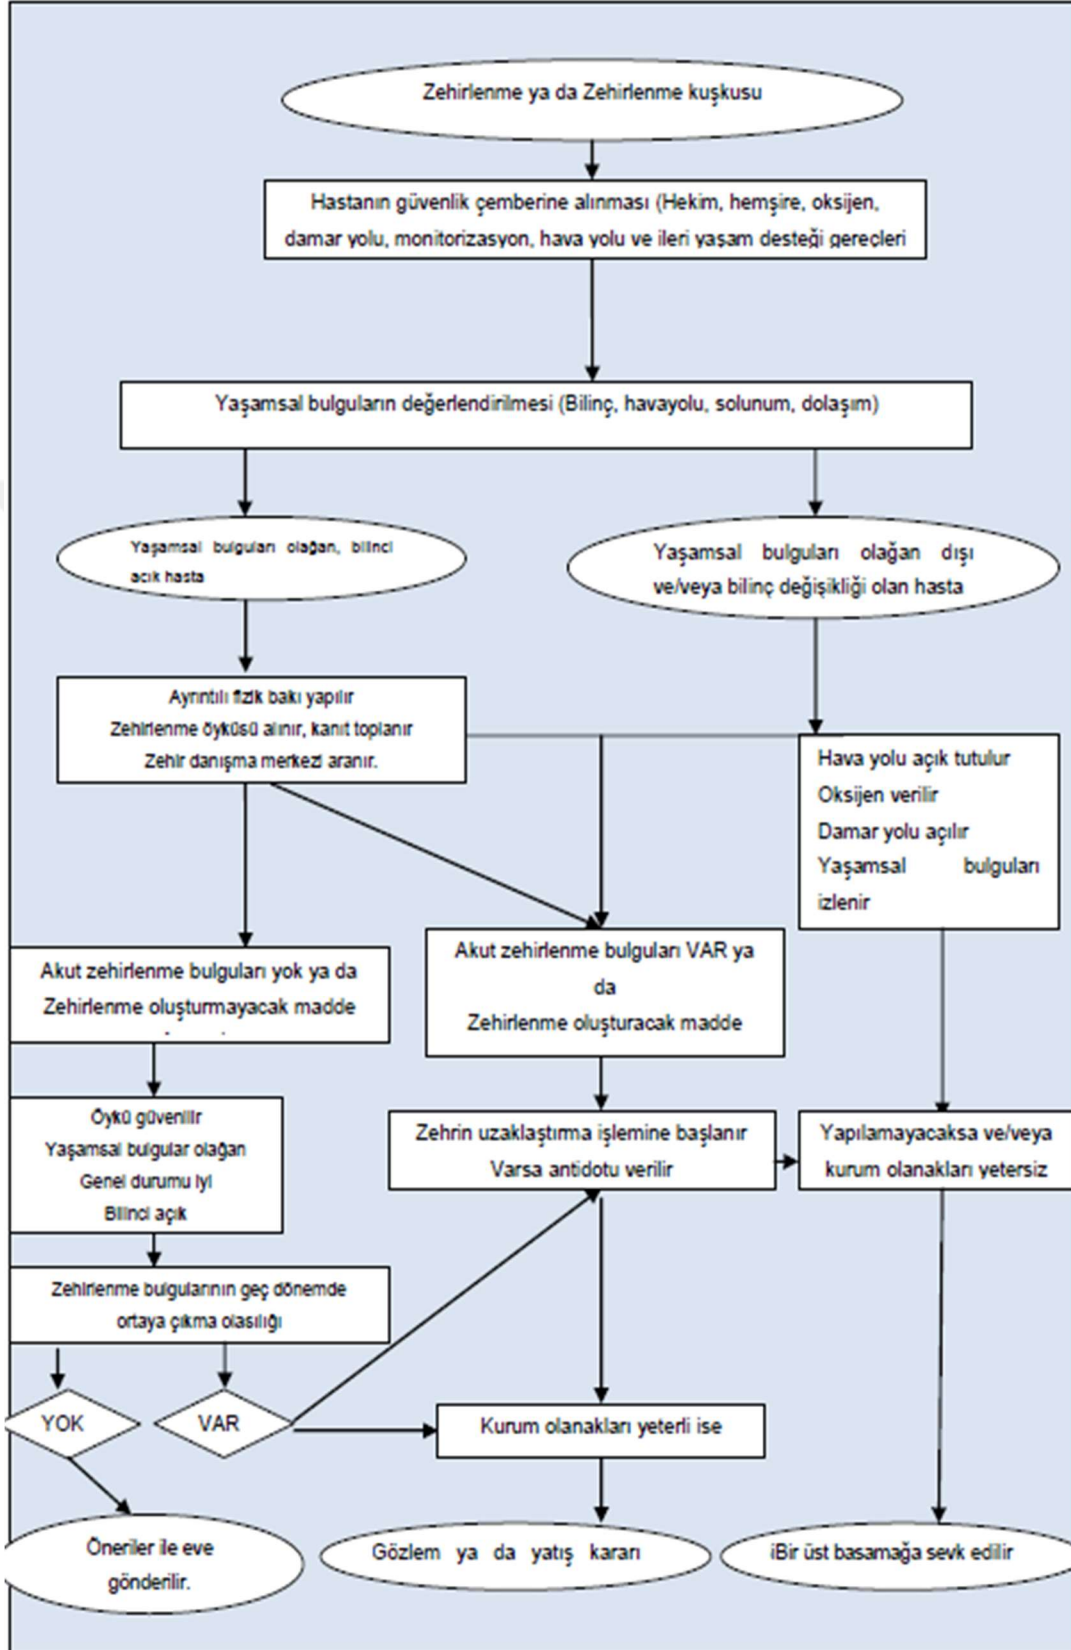 Zehirlenme ya da Zehirlenme kuşkusu
Hastanın güvenlik çemberine alınması (Hekim, hemşire, oksijen,
damar yolu, monitorizasyon, hava yolu ve ileri yaşam desteği gereçleri
Yaşamsal bulguların değerlendirilmesi (Bilinç, havayolu, solunum, dolaşım)
Yaşamsal bulguları olağan, bilinci
açık hasta
Yaşamsal bulguları olağan dışı
ve/veya bilinç değişikliği olan hasta
Ayrıntılı fizik bakı yapılır
Zehirlenme öyküsü alınır, kanıt toplanır
Zehir danışma merkezi aranır.
Hava yolu açık tutulur
Oksijen verilir
Damar yolu açılır
Yaşamsal bulguları
izlenir
Akut zehirlenme bulguları yok ya da
Zehirlenme oluşturmayacak madde
Akut zehirlenme bulguları VAR ya
da
Zehirlenme oluşturacak madde
Öykü güvenilir
Yaşamsal bulgular olağan
Genel durumu iyi
Bilinci açık
Zehrin uzaklaştırma işlemine başlanır
Varsa antidotu verilir
Yapılamayacaksa ve/veya
kurum olanakları yetersiz
Zehirlenme bulgularının geç dönemde
ortaya çıkma olasılığı
YOK
VAR
Kurum olanakları yeterli ise
Öneriler ile eve
gönderilir.
Gözlem ya da yatış kararı
iBir üst basamağa sevk edilir